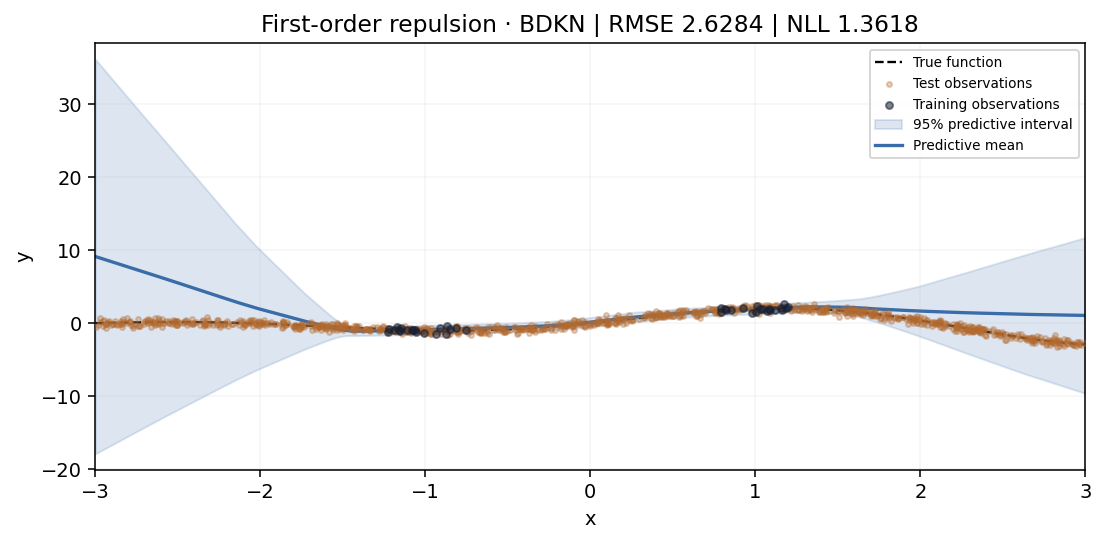 First-order repulsion · BDKN | RMSE 2.6284 | NLL 1.3618
True function
Test observations
Training observations
95% predictive interval
Predictive mean
y
30
20
10
0
−10
−20
−3
−2
−1
0
1
2
3
x